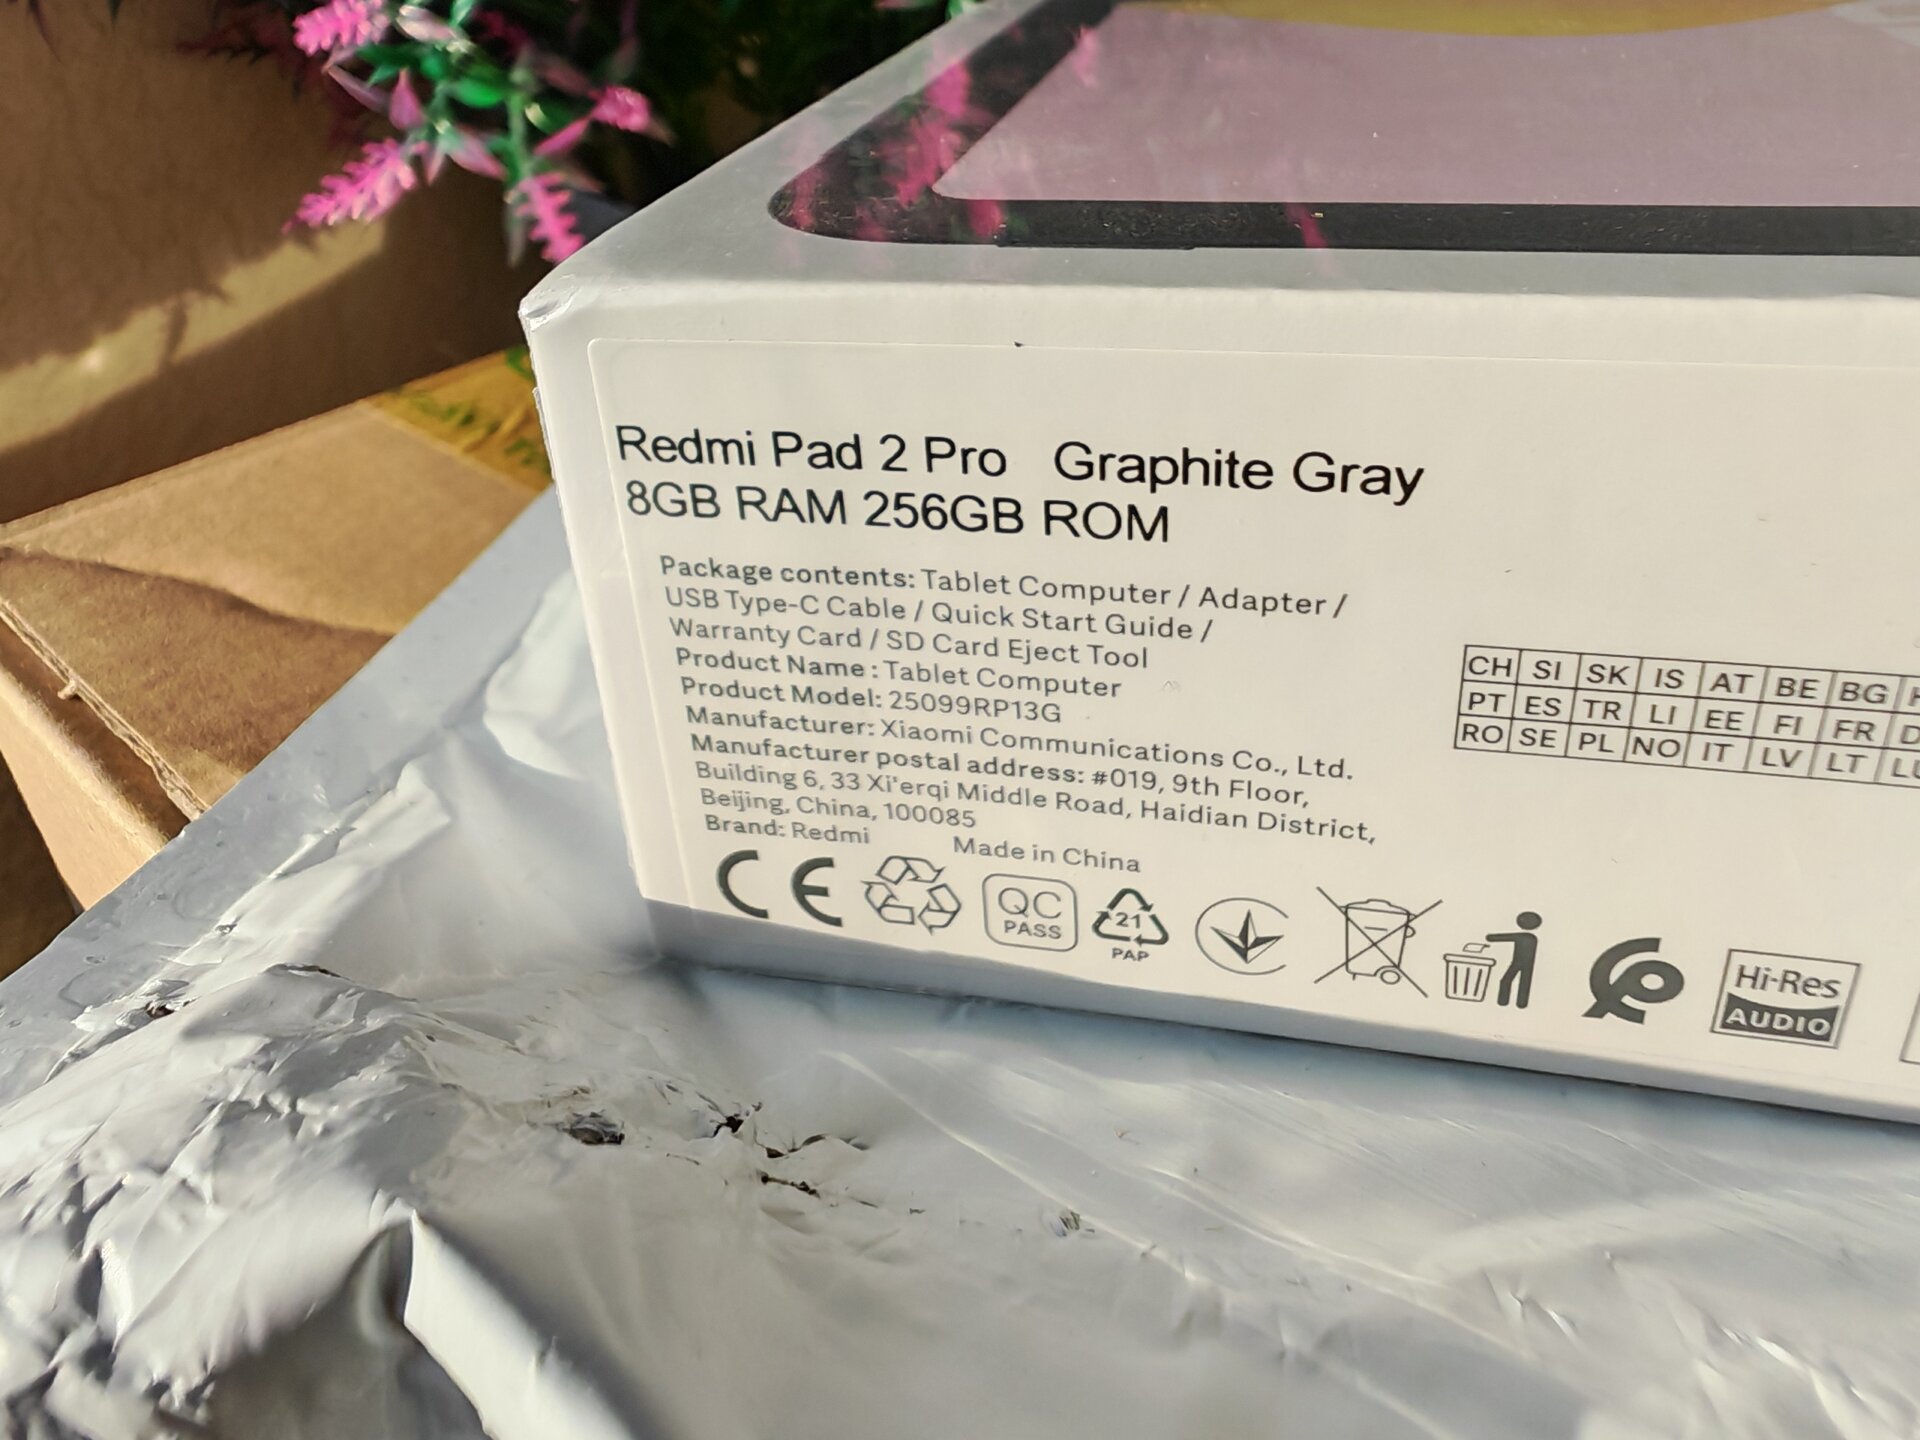 Redmi Pad 2 Pro Graphite Gray
8GB RAM 256GB ROM
Package contents: Tablet Computer / Adapter /
USB Type-C Cable / Quick Start Guide /
Warranty Card / SD Card Eject Tool
Product Name : Tablet Computer
Product Model: 25099RP13G
Manufacturer: Xiaomi Communications Co., Ltd.
Manufacturer postal address: #019, 9th Floor,
Building 6, 33 Xi'erqi Middle Road, Haidian District,
Beijing, China, 100085
Brand: Redmi Made in China
CH SI SK IS AT BE BG
PT ES TR LI EE FI FR
RO SE PL NO IT LV LT
CE
QC
PASS
21
PAP
Hi-Res
AUDIO